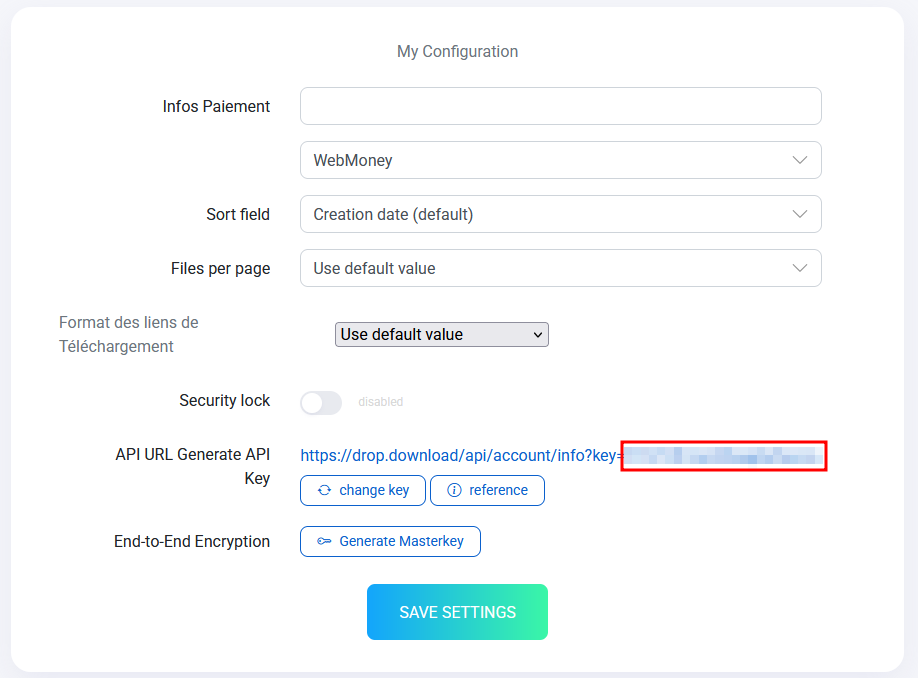 My Configuration
Infos Paiement
WebMoney
Sort field
Creation date (default)
Files per page
Use default value
Format des liens de
Téléchargement
Use default value
Security lock
disabled
API URL Generate API
Key
https://drop.download/api/account/info?key=
change key
reference
End-to-End Encryption
Generate Masterkey
SAVE SETTINGS